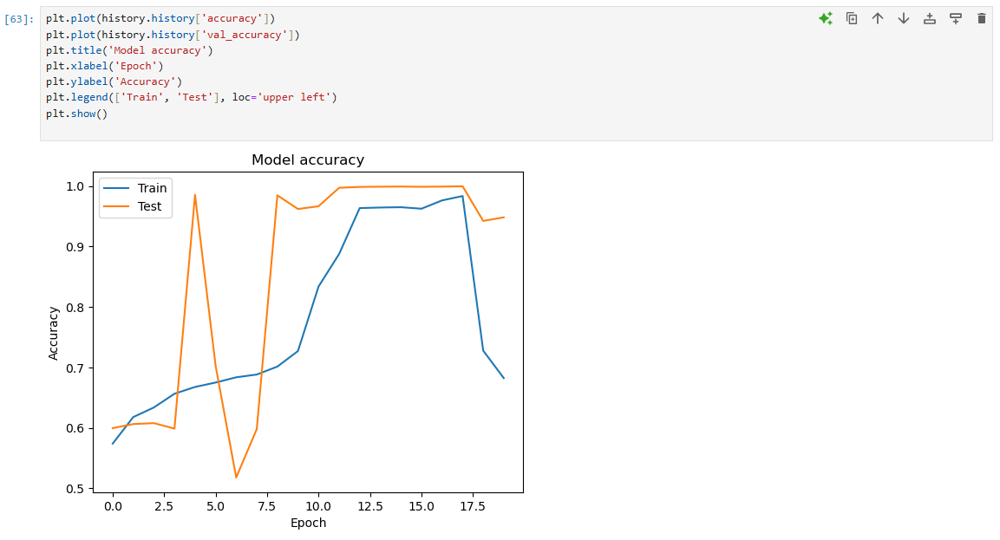 [63]: plt.plot(history.history['accuracy'])
plt.plot(history.history['val_accuracy'])
plt.title('Model accuracy')
plt.xlabel('Epoch')
plt.ylabel('Accuracy')
plt.legend(['Train', 'Test'], loc='upper left')
plt.show()
Model accuracy
Train
Test
1.0
0.9
0.8
0.7
0.6
0.5
Accuracy
0.0 2.5 5.0 7.5 10.0 12.5 15.0 17.5
Epoch